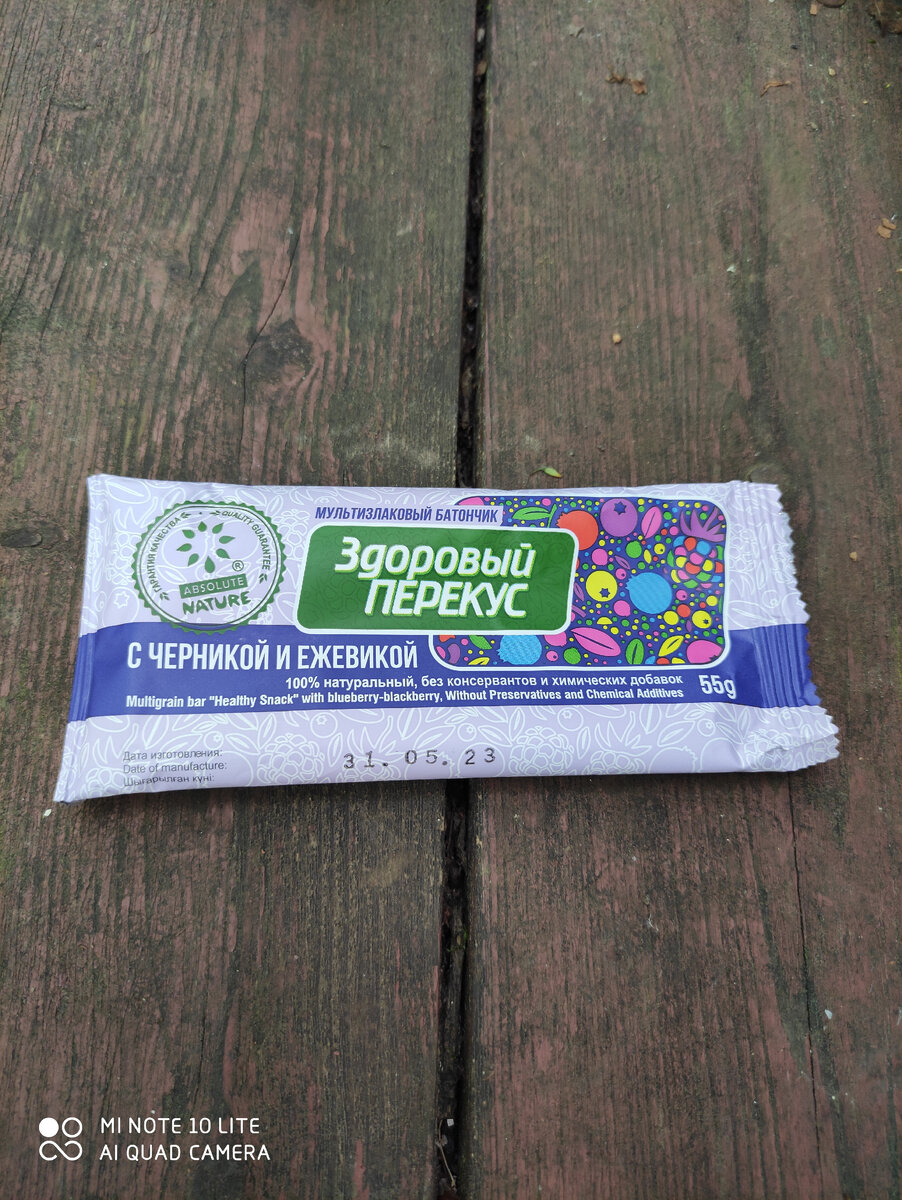 МУЛЬТИЗЛАКОВЫЙ БАТОНЧИК
ГАРАНТИЯ КАЧЕСТВА
QUALITY GUARANTEE
®
ABSOLUTE
NATURE
Здоровый
ПЕРЕКУС
С ЧЕРНИКОЙ И ЕЖЕВИКОЙ
100% натуральный, без консервантов и химических добавок
Multigrain bar "Healthy Snack" with blueberry-blackberry, Without Preservatives and Chemical Additives
55g
Дата изготовления:
Date of manufacture:
Шығарылған күні:
31. 05. 23
MI NOTE 10 LITE
AI QUAD CAMERA